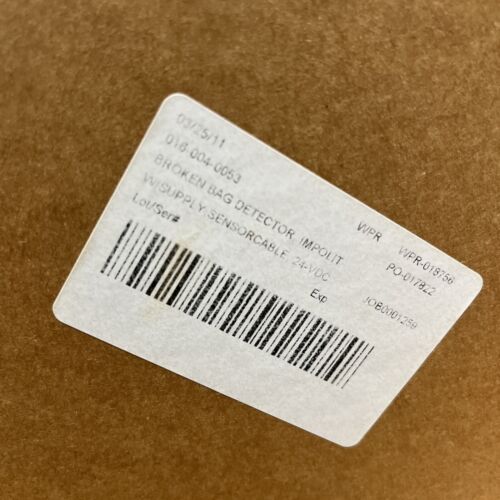 03/25/11
016-004-0053 WPR WPR-018756
BROKEN BAG DETECTOR IMPOLIT PO-017822
W/SUPPLY,SENSORCABLE, 24-VDC
Lot/Ser# Exp JOB0001259